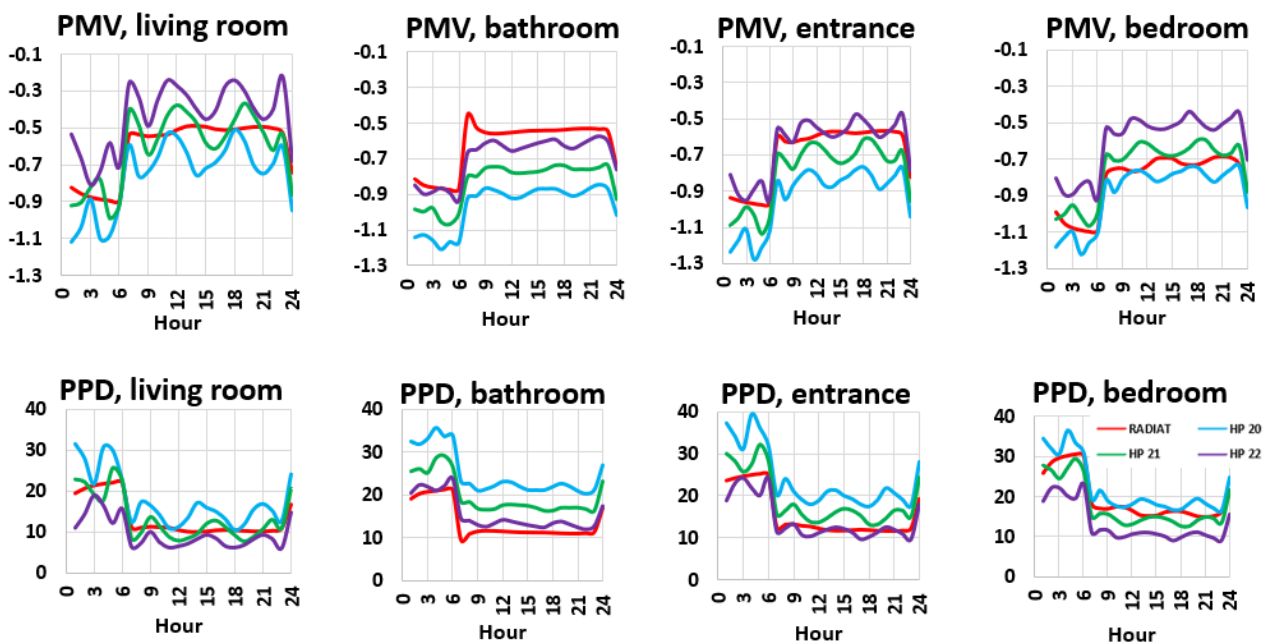 PMV, living room
-0.1
-0.3
-0.5
-0.7
-0.9
-1.1
-1.3
0 3 6 9 12 15 18 21 24
Hour
PMV, bathroom
-0.1
-0.3
-0.5
-0.7
-0.9
-1.1
-1.3
0 3 6 9 12 15 18 21 24
Hour
PMV, entrance
-0.1
-0.3
-0.5
-0.7
-0.9
-1.1
-1.3
0 3 6 9 12 15 18 21 24
Hour
PMV, bedroom
-0.1
-0.3
-0.5
-0.7
-0.9
-1.1
-1.3
0 3 6 9 12 15 18 21 24
Hour
PPD, living room
40
30
20
10
0
0 3 6 9 12 15 18 21 24
Hour
PPD, bathroom
40
30
20
10
0
0 3 6 9 12 15 18 21 24
Hour
PPD, entrance
40
30
20
10
0
0 3 6 9 12 15 18 21 24
Hour
PPD, bedroom
40
30
20
10
0
RADIAT HP 20
HP 21 HP 22
0 3 6 9 12 15 18 21 24
Hour